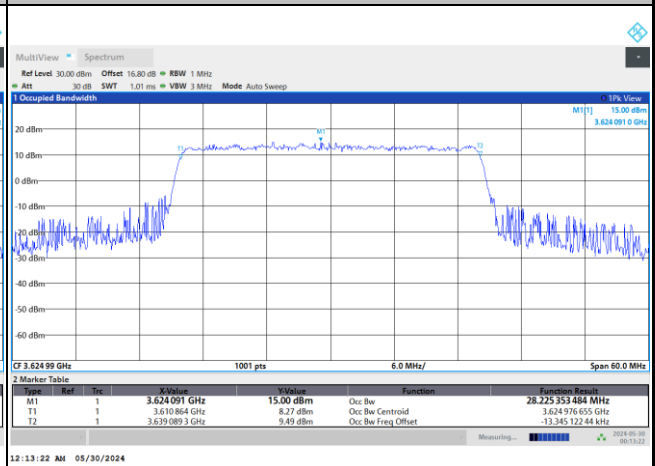 MultiView Spectrum
Ref Level 30.00 dBm Offset 16.80 dB RBW 1 MHz
Att 30 dB SWT 1.01 ms VBW 3 MHz Mode Auto Sweep
1 Occupied Bandwidth 1Pk View
M1[1] 15.00 dBm
3.624 091 0 GHz
20 dBm
M1
T1
T2
10 dBm
0 dBm
-10 dBm
-20 dBm
-30 dBm
-40 dBm
-50 dBm
-60 dBm
CF 3.624 99 GHz 1001 pts 6.0 MHz/ Span 60.0 MHz
2 Marker Table
Type Ref Trc X-Value Y-Value Function Function Result
M1 1 3.624 091 GHz 15.00 dBm Occ Bw 28.225 353 484 MHz
T1 1 3.610 864 GHz 8.27 dBm Occ Bw Centroid 3.624 976 655 GHz
T2 1 3.639 089 3 GHz 9.49 dBm Occ Bw Freq Offset -13.345 122 44 kHz
Measuring... 2024-05-30
00:13:22
12:13:22 AM 05/30/2024